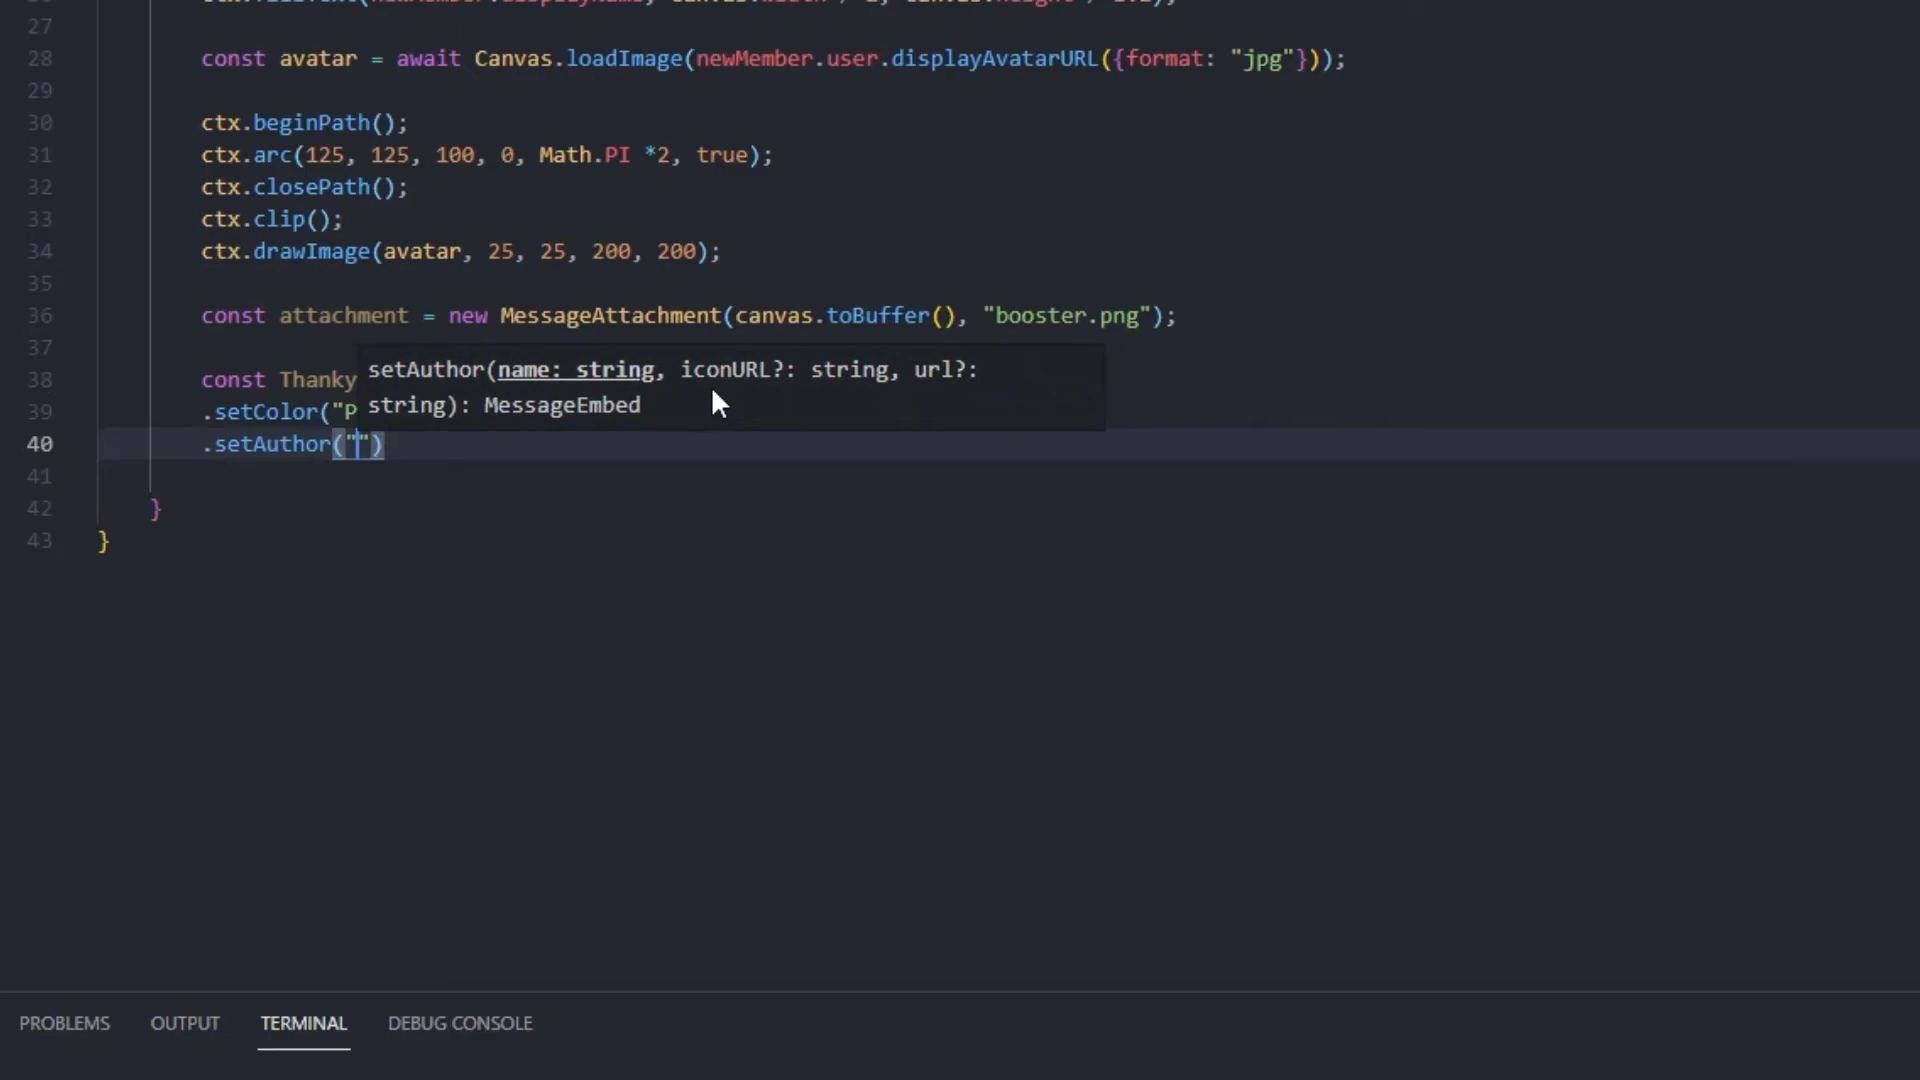 27
28 const avatar = await Canvas.loadImage(newMember.user.displayAvatarURL({format: "jpg"}));
29
30 ctx.beginPath();
31 ctx.arc(125, 125, 100, 0, Math.PI *2, true);
32 ctx.closePath();
33 ctx.clip();
34 ctx.drawImage(avatar, 25, 25, 200, 200);
35
36 const attachment = new MessageAttachment(canvas.toBuffer(), "booster.png");
37
setAuthor(name: string, iconURL?: string, url?:
38 const Thanky
string): MessageEmbed
39 .setColor("P
40 .setAuthor("")
41
42 }
43 }
PROBLEMS OUTPUT TERMINAL DEBUG CONSOLE